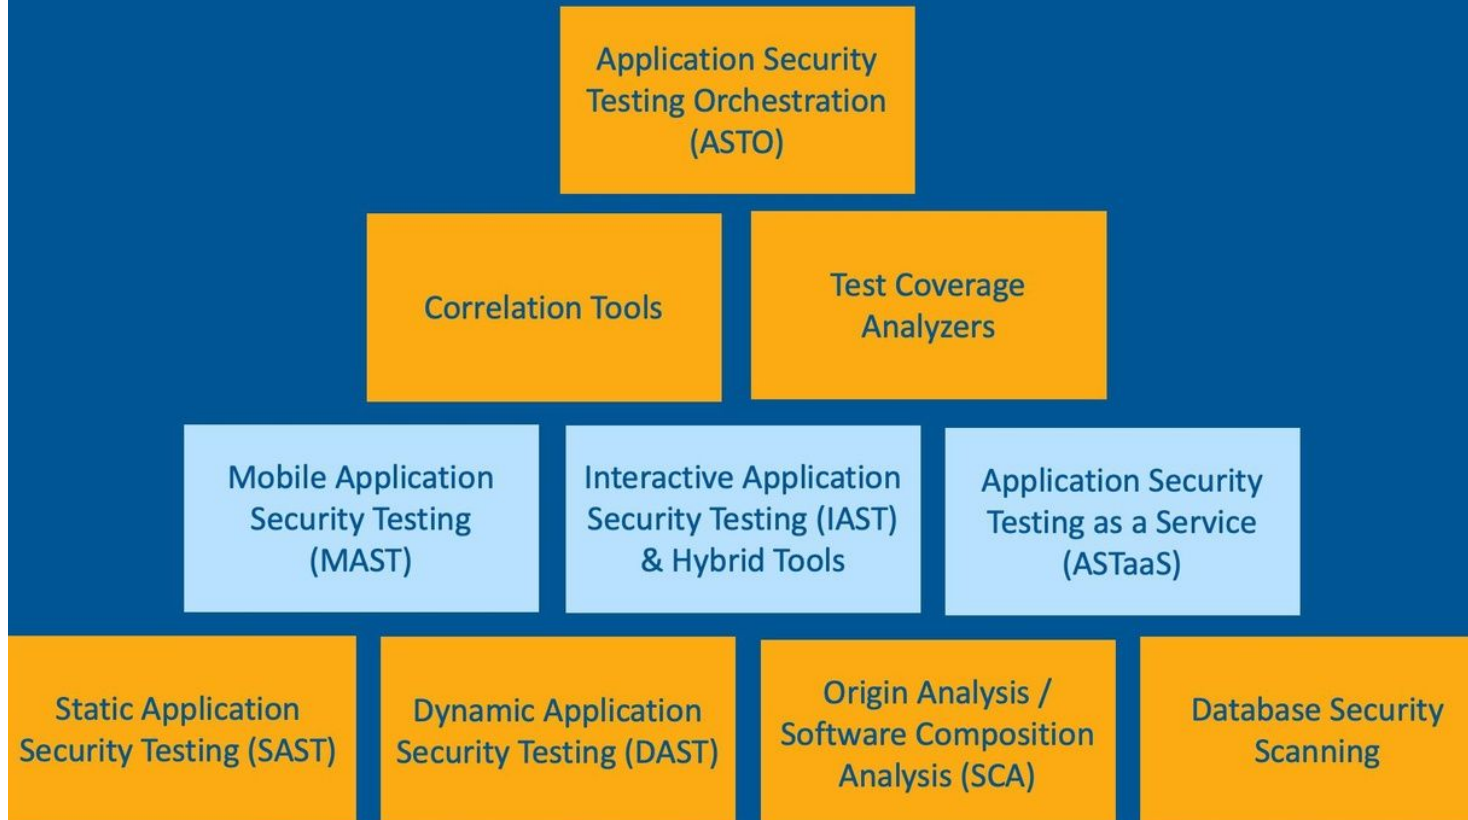 Application Security
Testing Orchestration
(ASTO)
Correlation Tools
Test Coverage
Analyzers
Mobile Application
Security Testing
(MAST)
Interactive Application
Security Testing (IAST)
& Hybrid Tools
Application Security
Testing as a Service
(ASTaaS)
Static Application
Security Testing (SAST)
Dynamic Application
Security Testing (DAST)
Origin Analysis /
Software Composition
Analysis (SCA)
Database Security
Scanning